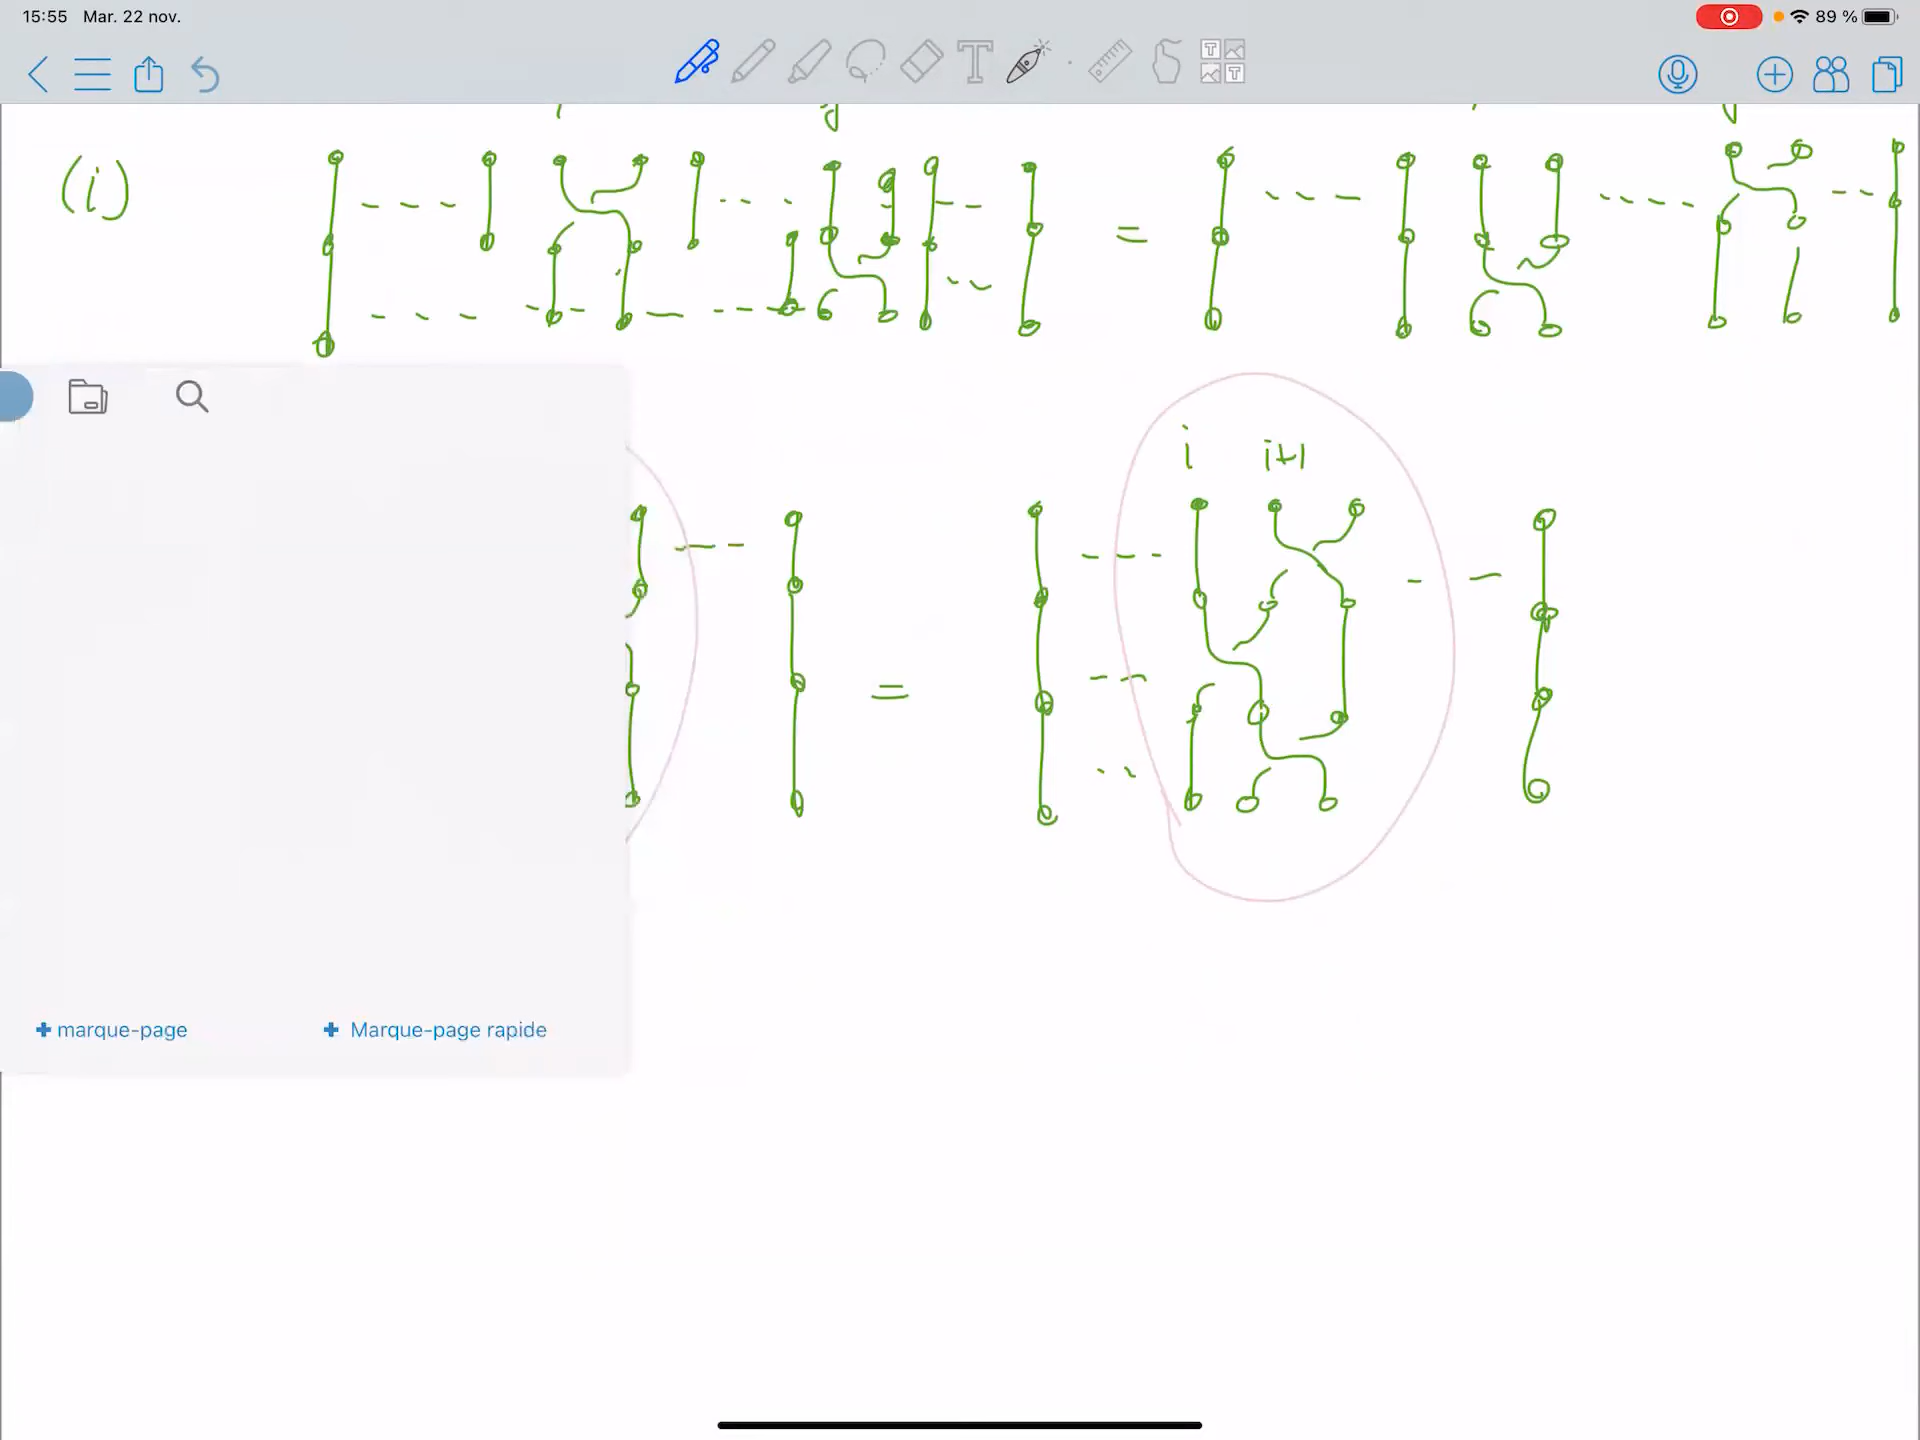 15:55 Mar. 22 nov. 89 %
(i)
=
i i+1
=
+ marque-page + Marque-page rapide